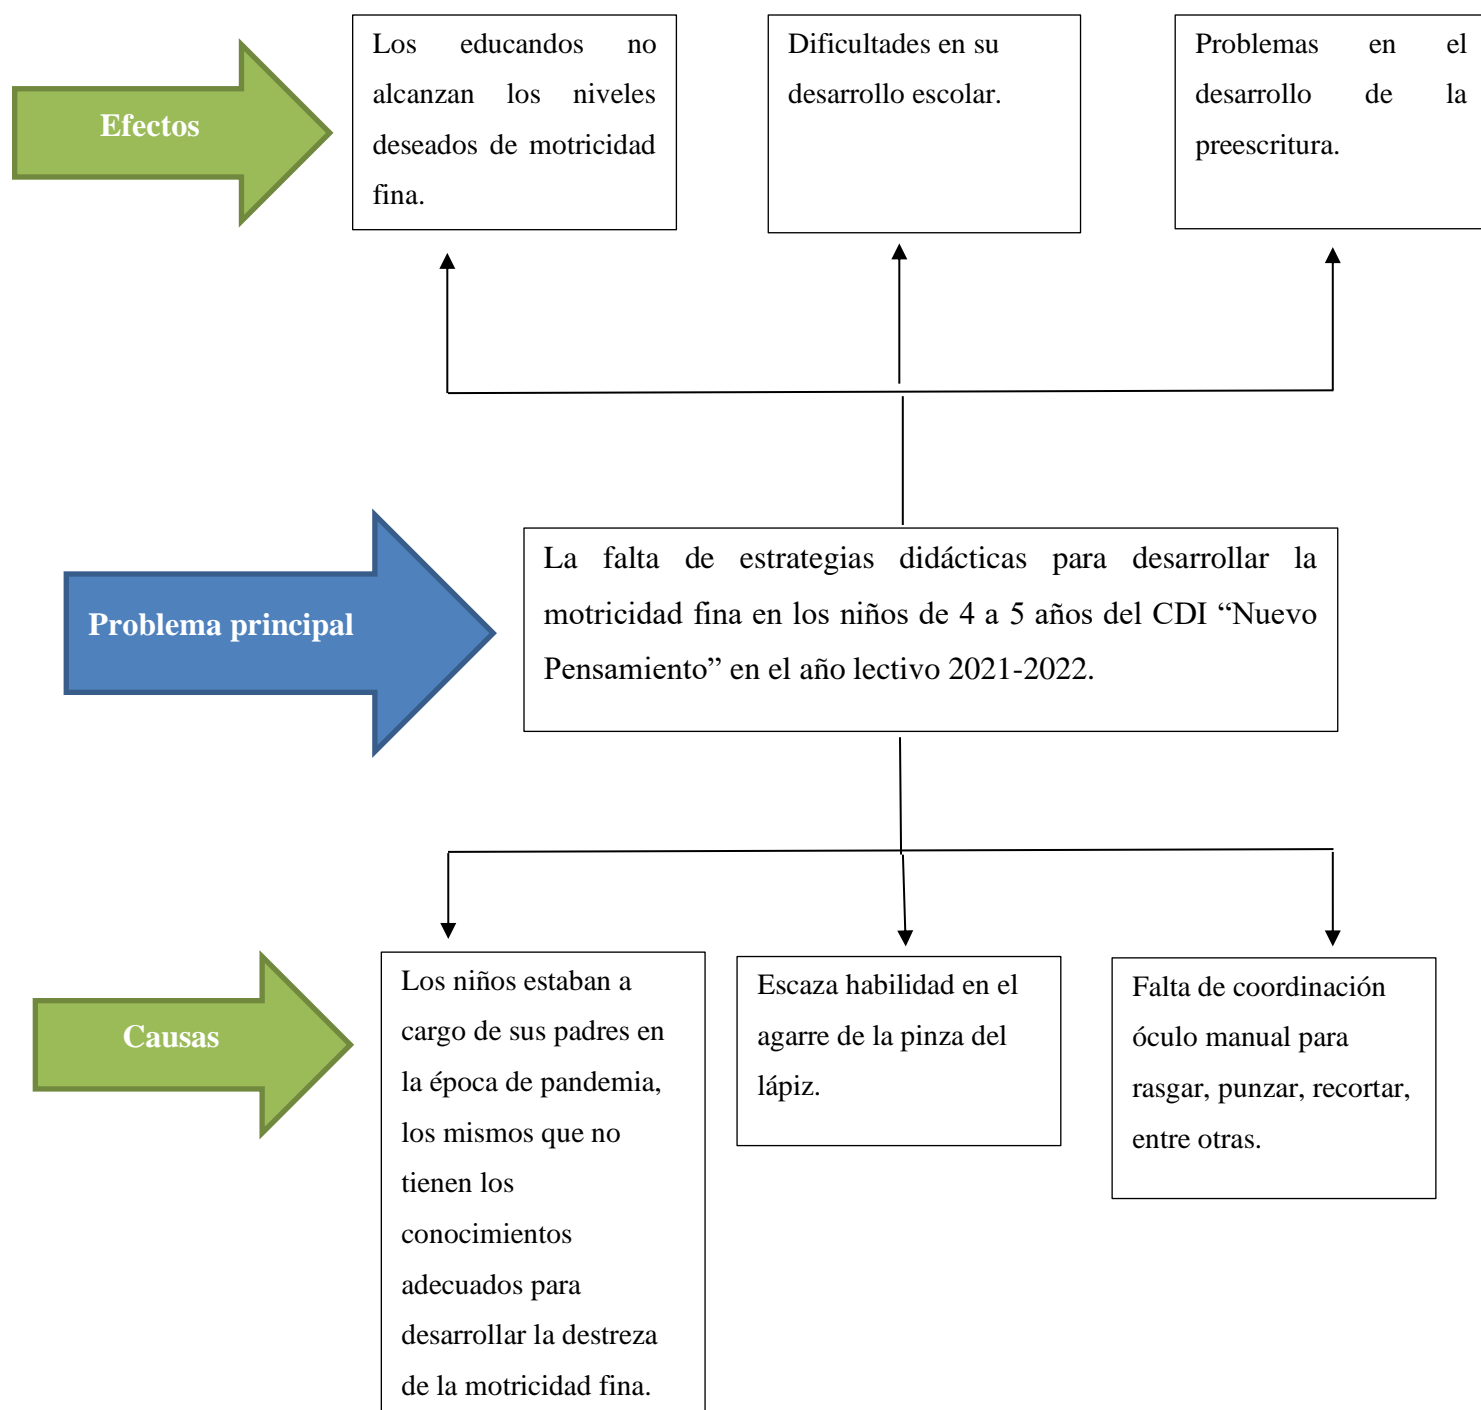 Efectos
Los educandos no
alcanzan los niveles
deseados de motricidad
fina.
Dificultades en su
desarrollo escolar.
Problemas en el
desarrollo de la
preescritura.
Problema principal
La falta de estrategias didácticas para desarrollar la
motricidad fina en los niños de 4 a 5 años del CDI “Nuevo
Pensamiento” en el año lectivo 2021-2022.
Causas
Los niños estaban a
cargo de sus padres en
la época de pandemia,
los mismos que no
tienen los
conocimientos
adecuados para
desarrollar la destreza
de la motricidad fina.
Escaza habilidad en el
agarre de la pinza del
lápiz.
Falta de coordinación
óculo manual para
rasgar, punzar, recortar,
entre otras.